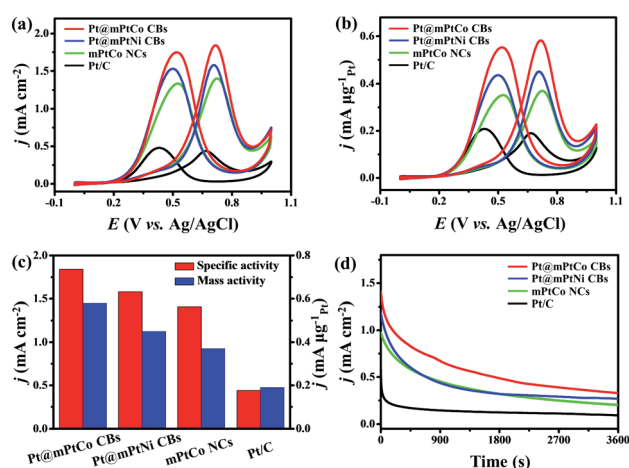 (a)
Pt@mPtCo CBs
Pt@mPtNi CBs
mPtCo NCs
Pt/C
j (mA cm⁻²)
2.0
1.5
1.0
0.5
0.0
-0.1 0.2 0.5 0.8 1.1
E (V vs. Ag/AgCl)
(b)
Pt@mPtCo CBs
Pt@mPtNi CBs
mPtCo NCs
Pt/C
j (mA μg⁻¹Pt)
0.6
0.4
0.2
0.0
-0.1 0.2 0.5 0.8 1.1
E (V vs. Ag/AgCl)
(c)
Specific activity
Mass activity
j (mA cm⁻²)
2.0
1.5
1.0
0.5
0.0
j (mA μg⁻¹Pt)
0.8
0.6
0.4
0.2
0.0
Pt@mPtCo CBs
Pt@mPtNi CBs
mPtCo NCs
Pt/C
(d)
Pt@mPtCo CBs
Pt@mPtNi CBs
mPtCo NCs
Pt/C
j (mA cm⁻²)
1.5
1.0
0.5
0.0
0 900 1800 2700 3600
Time (s)